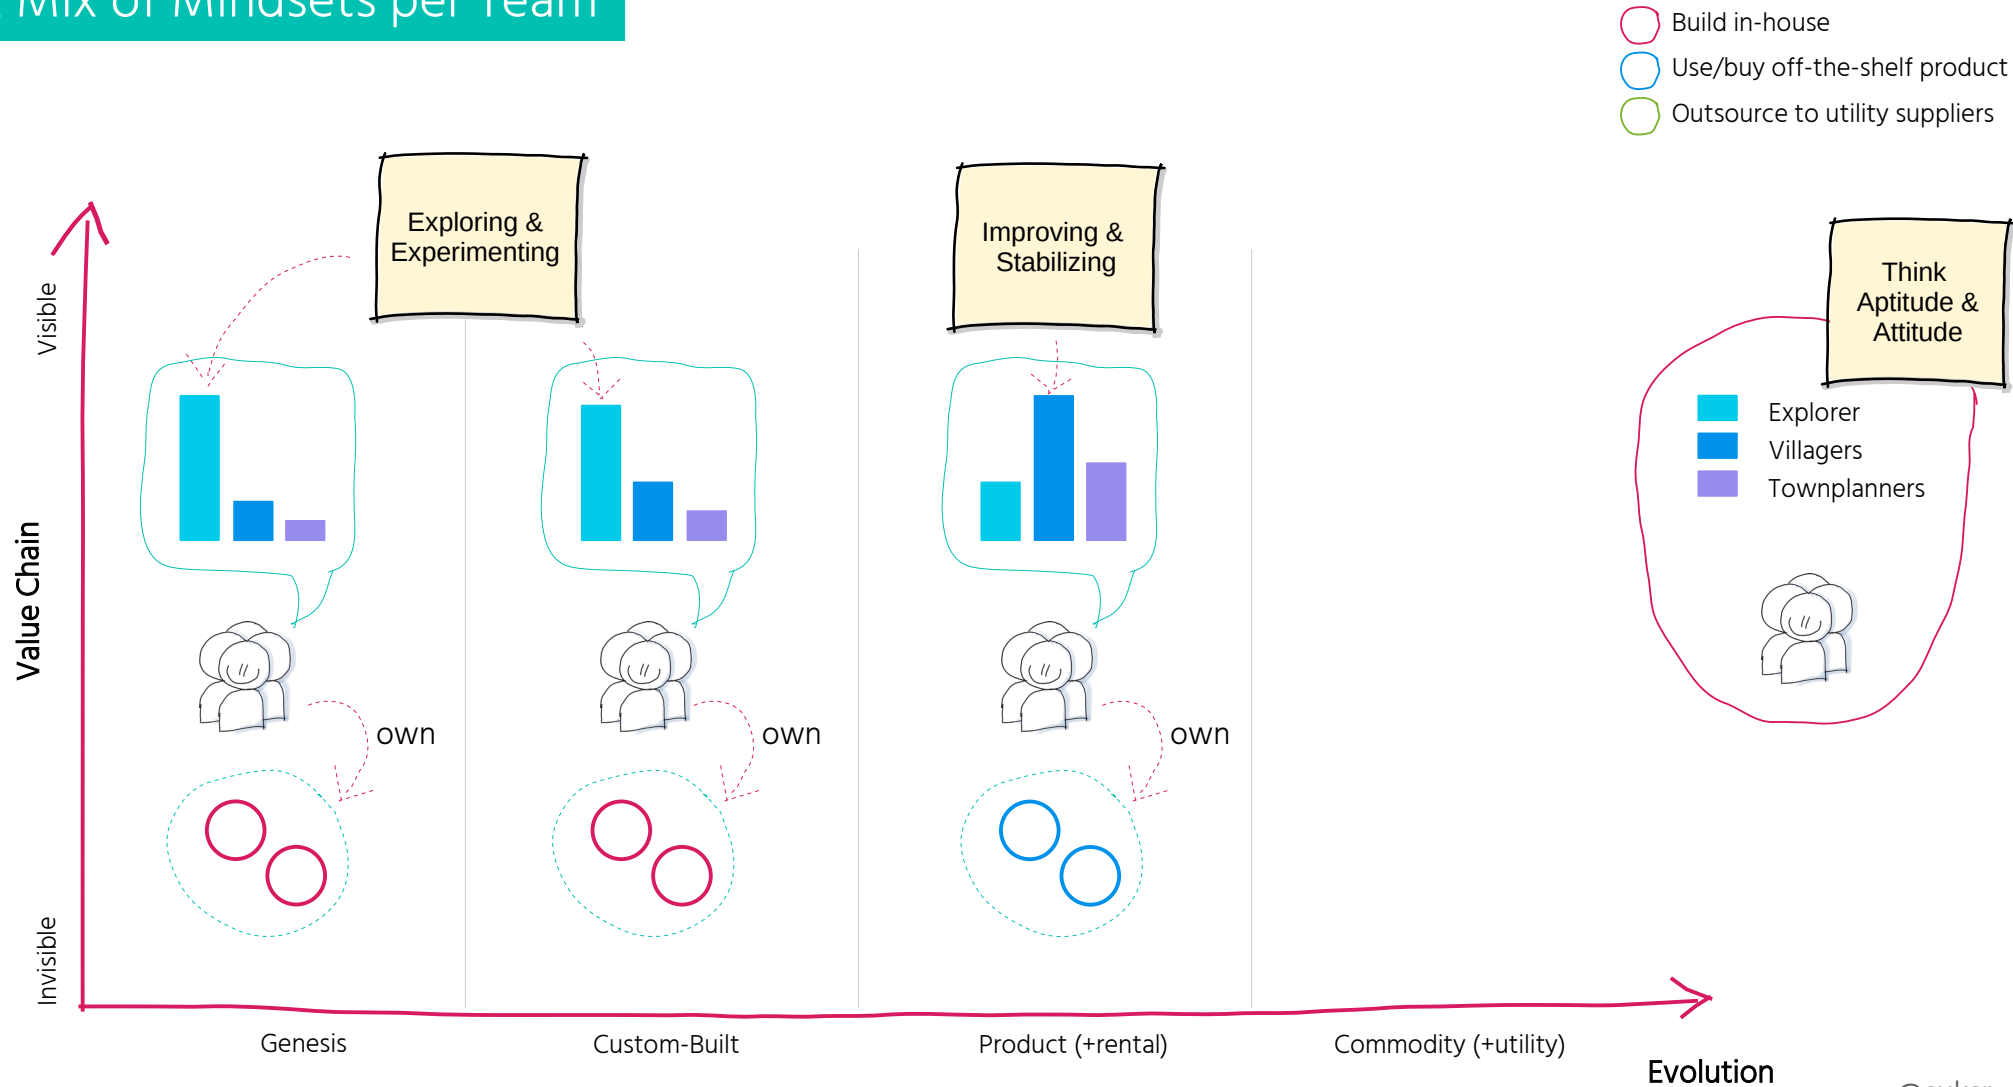 Mix of Mindsets per Team
Build in-house
Use/buy off-the-shelf product
Outsource to utility suppliers
Exploring &
Experimenting
Improving &
Stabilizing
Think
Aptitude &
Attitude
Visible
Value Chain
Invisible
Explorer
Villagers
Townplanners
own
own
own
Genesis
Custom-Built
Product (+rental)
Commodity (+utility)
Evolution